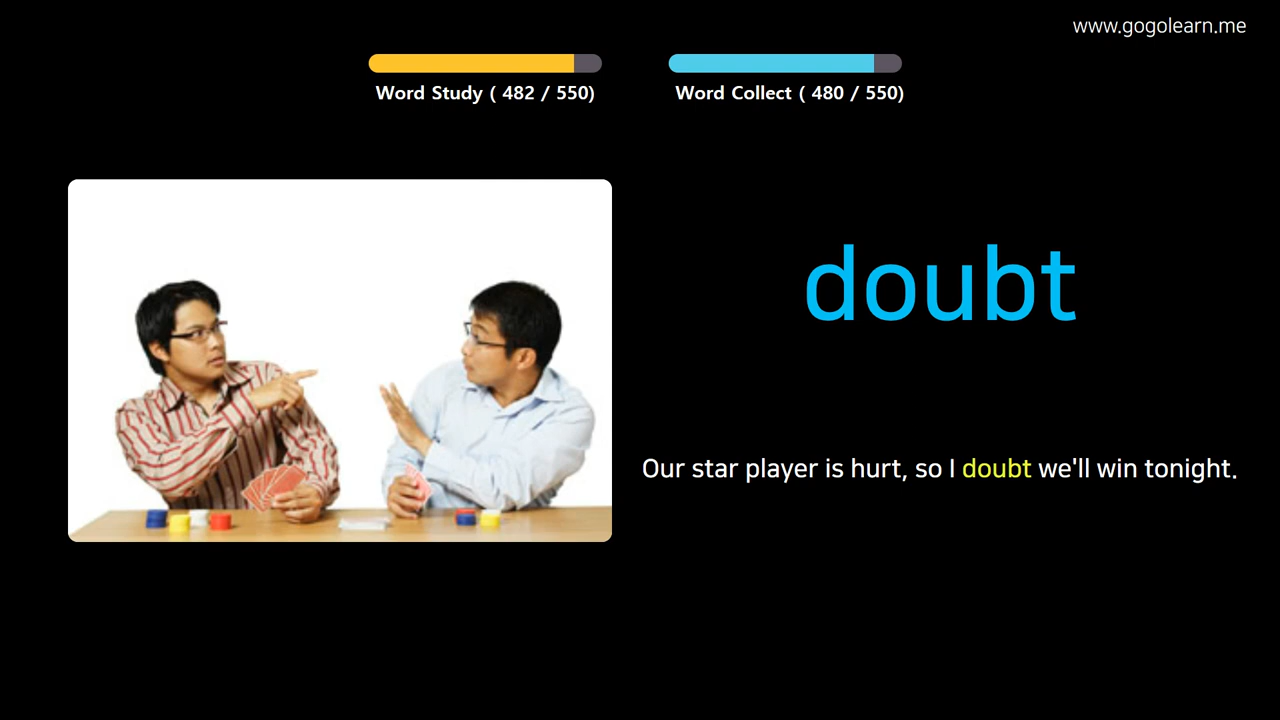 www.gogolearn.me
Word Study ( 482 / 550)
Word Collect ( 480 / 550)
doubt
Our star player is hurt, so I doubt we'll win tonight.